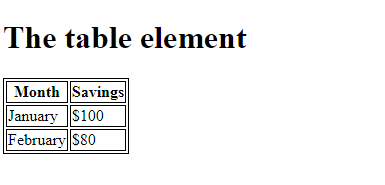 The table element
Month Savings
January $100
February $80